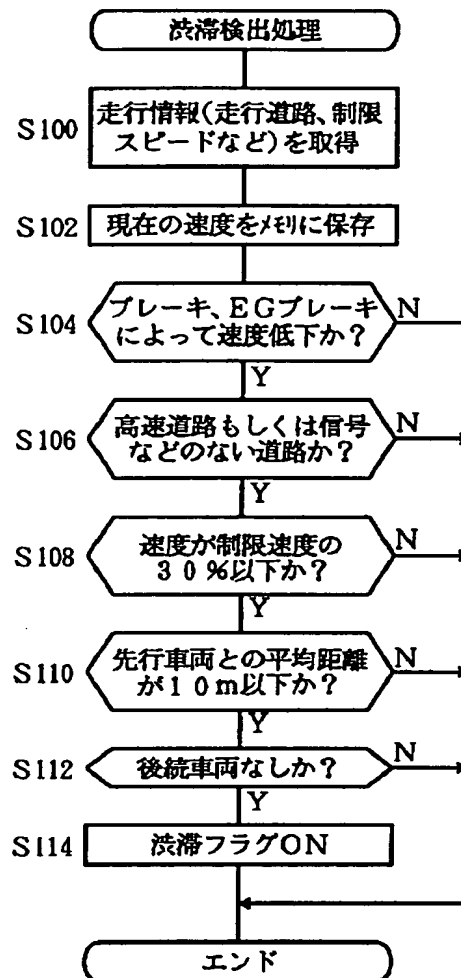 渋滞検出処理
S100
走行情報(走行道路、制限
スピードなど)を取得
S102
現在の速度をメモリに保存
S104
ブレーキ、EGブレーキ
によって速度低下か?
N
Y
S106
高速道路もしくは信号
などのない道路か?
N
Y
S108
速度が制限速度の
30%以下か?
N
Y
S110
先行車両との平均距離
が10m以下か?
N
Y
S112
後続車両なしか?
N
Y
S114
渋滞フラグON
エンド